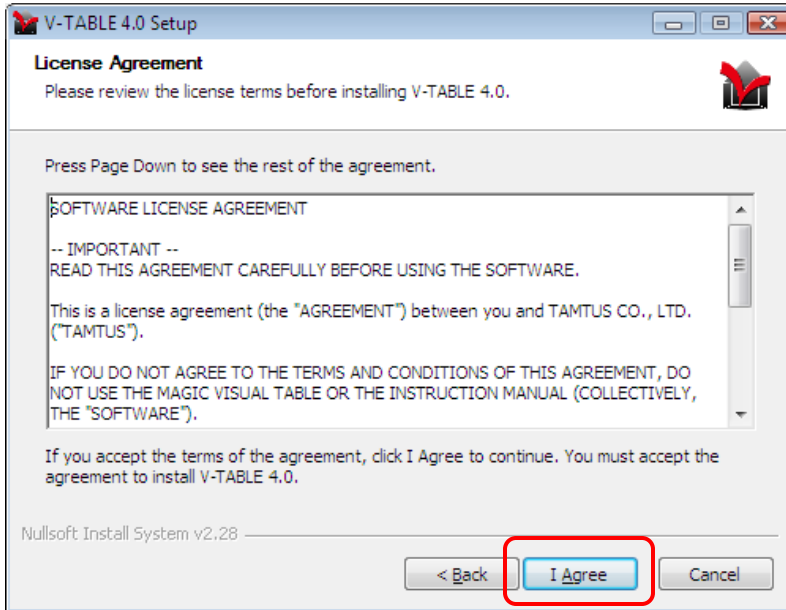 V-TABLE 4.0 Setup
License Agreement
Please review the license terms before installing V-TABLE 4.0.
Press Page Down to see the rest of the agreement.
SOFTWARE LICENSE AGREEMENT
-- IMPORTANT --
READ THIS AGREEMENT CAREFULLY BEFORE USING THE SOFTWARE.
This is a license agreement (the "AGREEMENT") between you and TAMTUS CO., LTD.
("TAMTUS").
IF YOU DO NOT AGREE TO THE TERMS AND CONDITIONS OF THIS AGREEMENT, DO
NOT USE THE MAGIC VISUAL TABLE OR THE INSTRUCTION MANUAL (COLLECTIVELY,
THE "SOFTWARE").
If you accept the terms of the agreement, click I Agree to continue. You must accept the
agreement to install V-TABLE 4.0.
Nullsoft Install System v2.28
< Back I Agree Cancel